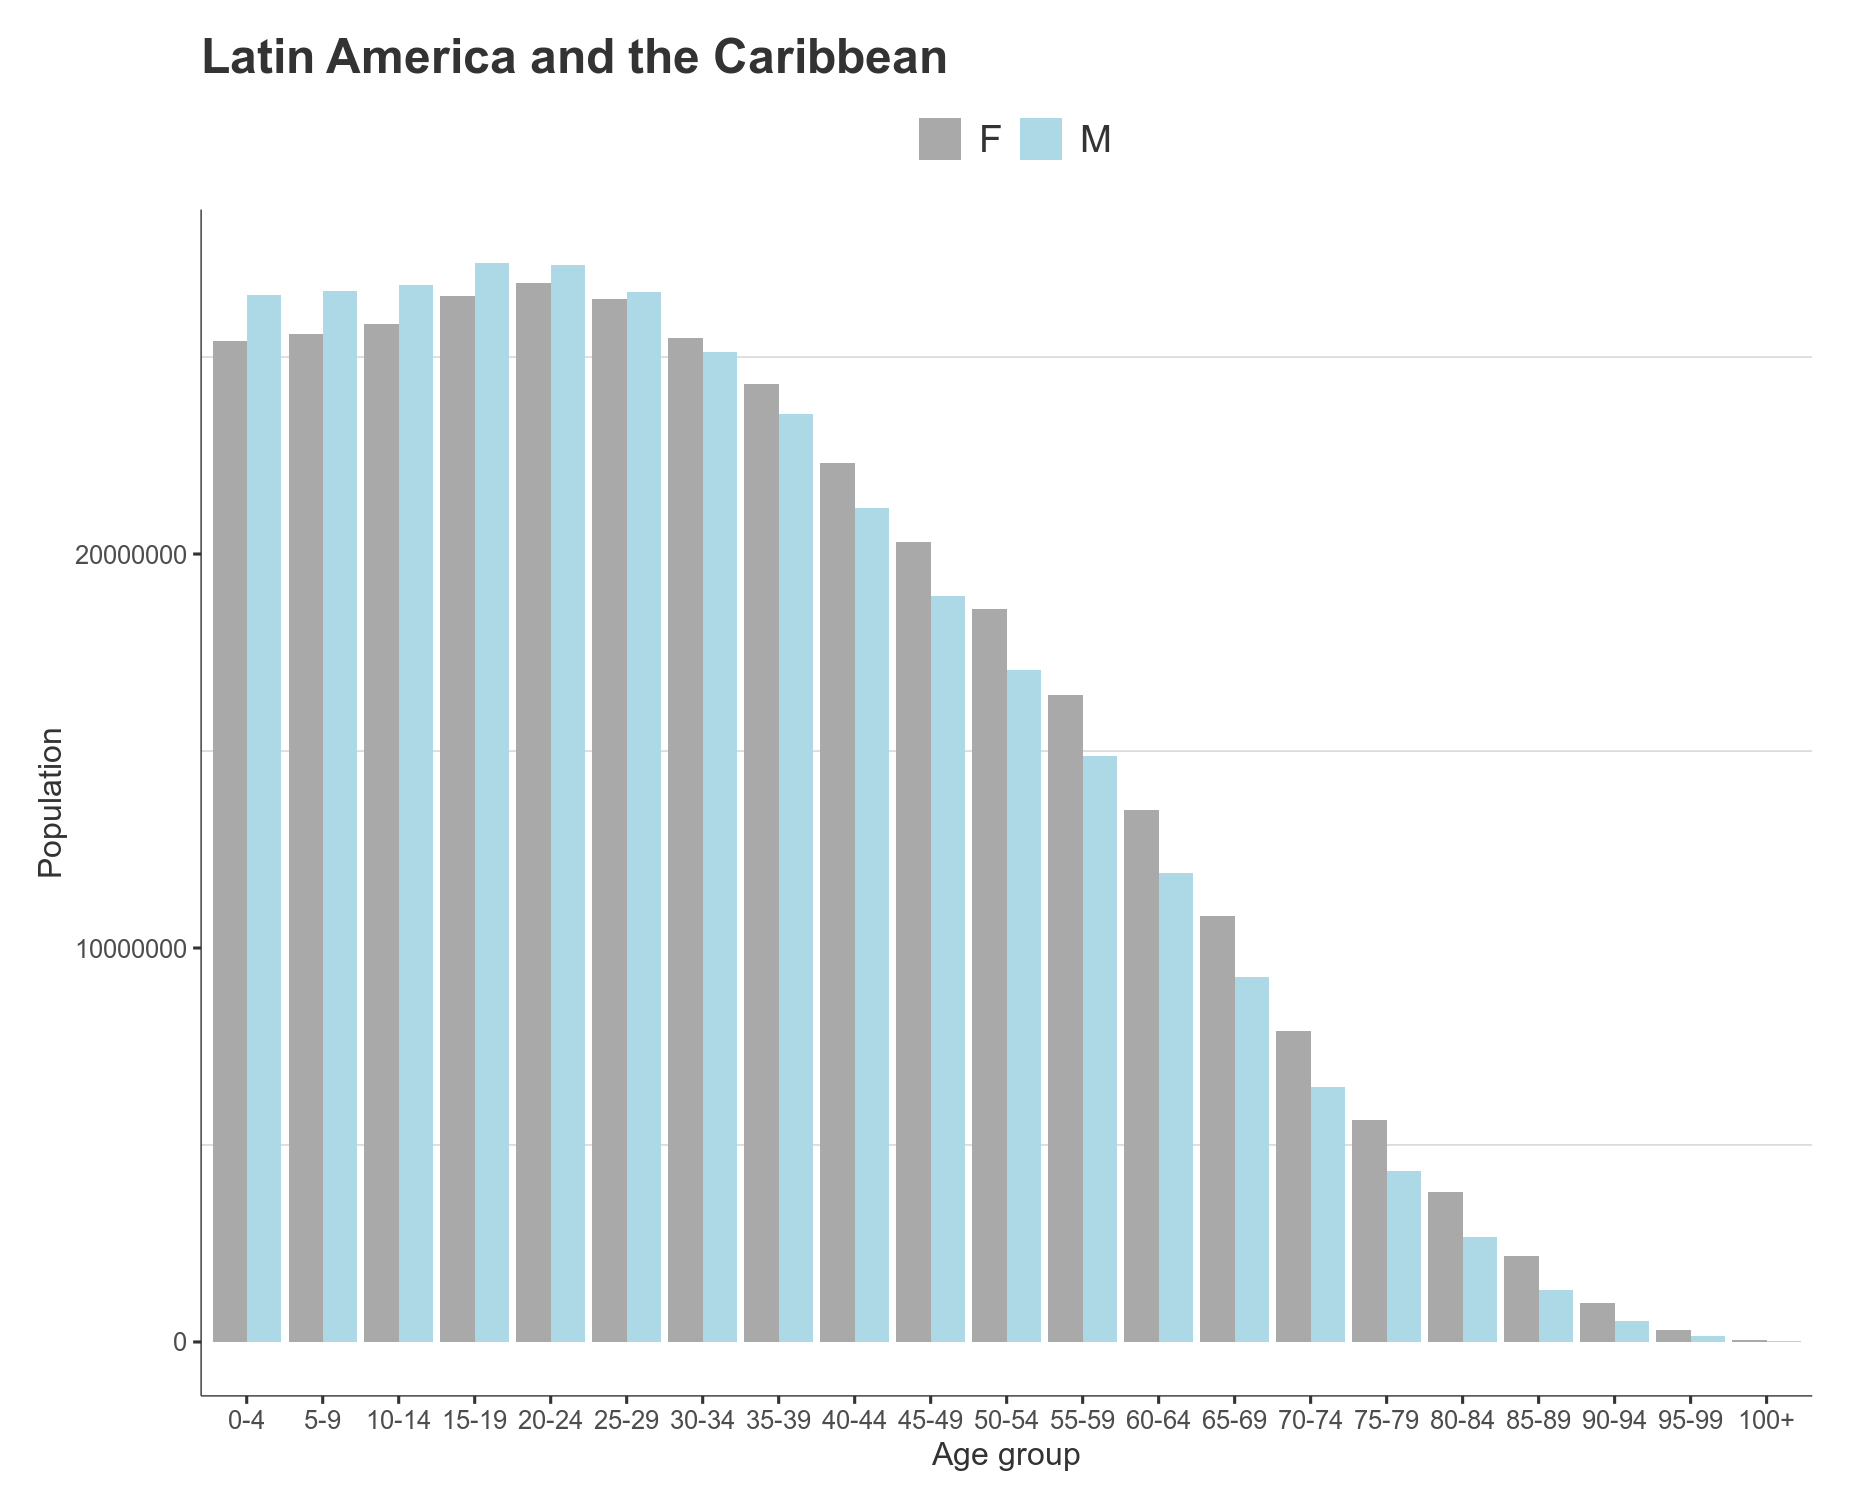 Latin America and the Caribbean
F M
Population
20000000
10000000
0
0-4 5-9 10-14 15-19 20-24 25-29 30-34 35-39 40-44 45-49 50-54 55-59 60-64 65-69 70-74 75-79 80-84 85-89 90-94 95-99 100+
Age group